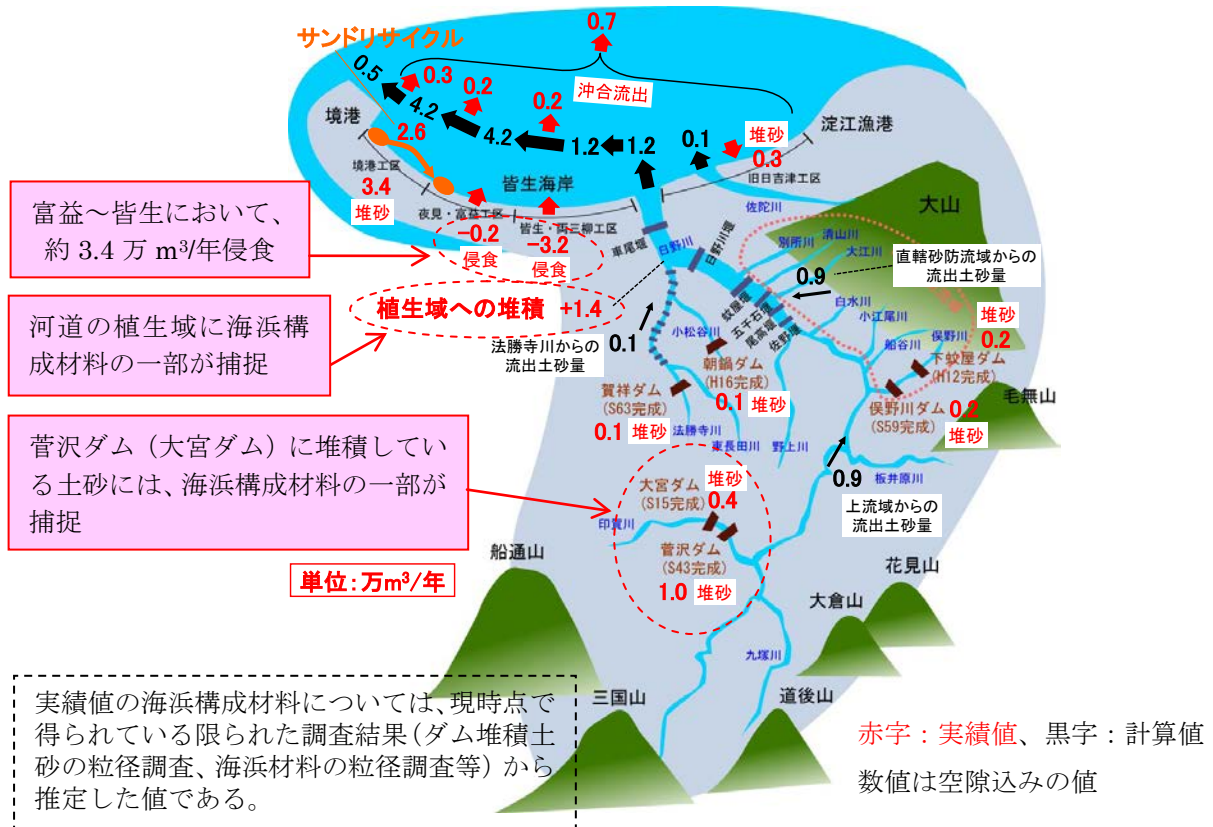 0.7
サンドリサイクル
0.5
0.3
0.2
沖合流出
0.2
4.2
4.2
1.2
1.2
0.1
堆砂
0.3
淀江漁港
境港
2.6
境港工区
3.4
堆砂
皆生海岸
旧日吉津工区
佐陀川
大山
夜見・富益工区
皆生・両三柳工区
-0.2
侵食
-3.2
侵食
車尾堰
日野川
日野川堰
別所川
清山川
大江川
直轄砂防流域からの
流出土砂量
0.9
富益~皆生において、
約 3.4 万 m³/年侵食
植生域への堆積 +1.4
河道の植生域に海浜構
成材料の一部が捕捉
法勝寺川からの
流出土砂量
0.1
小松谷川
蚊屋堰
五千石堰
尾高堰
佐野堰
白水川
小江尾川
船谷川
俣野川
堆砂
0.2
下蚊屋ダム
(H12完成)
朝鍋ダム
(H16完成)
0.1 堆砂
賀祥ダム
(S63完成)
0.1 堆砂
法勝寺川
東長田川
野上川
俣野川ダム
(S59完成)
0.2
堆砂
毛無山
菅沢ダム(大宮ダム)に堆積して
いる土砂には、海浜構成材料の一部が
捕捉
大宮ダム
(S15完成)
堆砂
0.4
印賀川
菅沢ダム
(S43完成)
1.0 堆砂
0.9
上流域からの
流出土砂量
板井原川
船通山
単位:万m³/年
花見山
大倉山
九塚川
三国山
道後山
実績値の海浜構成材料については、現時点で
得られている限られた調査結果(ダム堆積土
砂の粒径調査、海浜材料の粒径調査等)から
推定した値である。
赤字:実績値、黒字:計算値
数値は空隙込みの値